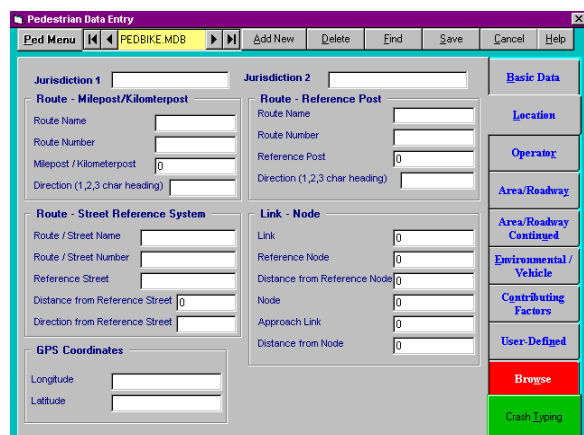 Pedestrian Data Entry
Ped Menu PEDBIKE.MDB Add New Delete Find Save Cancel Help
Jurisdiction 1
Jurisdiction 2
Route - Milepost/Kilomterpost
Route Name
Route Number
Milepost / Kilometerpost 0
Direction (1,2,3 char heading)
Route - Reference Post
Route Name
Route Number
Reference Post 0
Direction (1,2,3 char heading)
Route - Street Reference System
Route / Street Name
Route / Street Number
Reference Street
Distance from Reference Street 0
Direction from Reference Street
Link - Node
Link 0
Reference Node 0
Distance from Reference Node 0
Node 0
Approach Link 0
Distance from Node 0
GPS Coordinates
Longitude
Latitude
Basic Data
Location
Operator
Area/Roadway
Area/Roadway
Continued
Environmental /
Vehicle
Contributing
Factors
User-Defined
Browse
Crash Typing